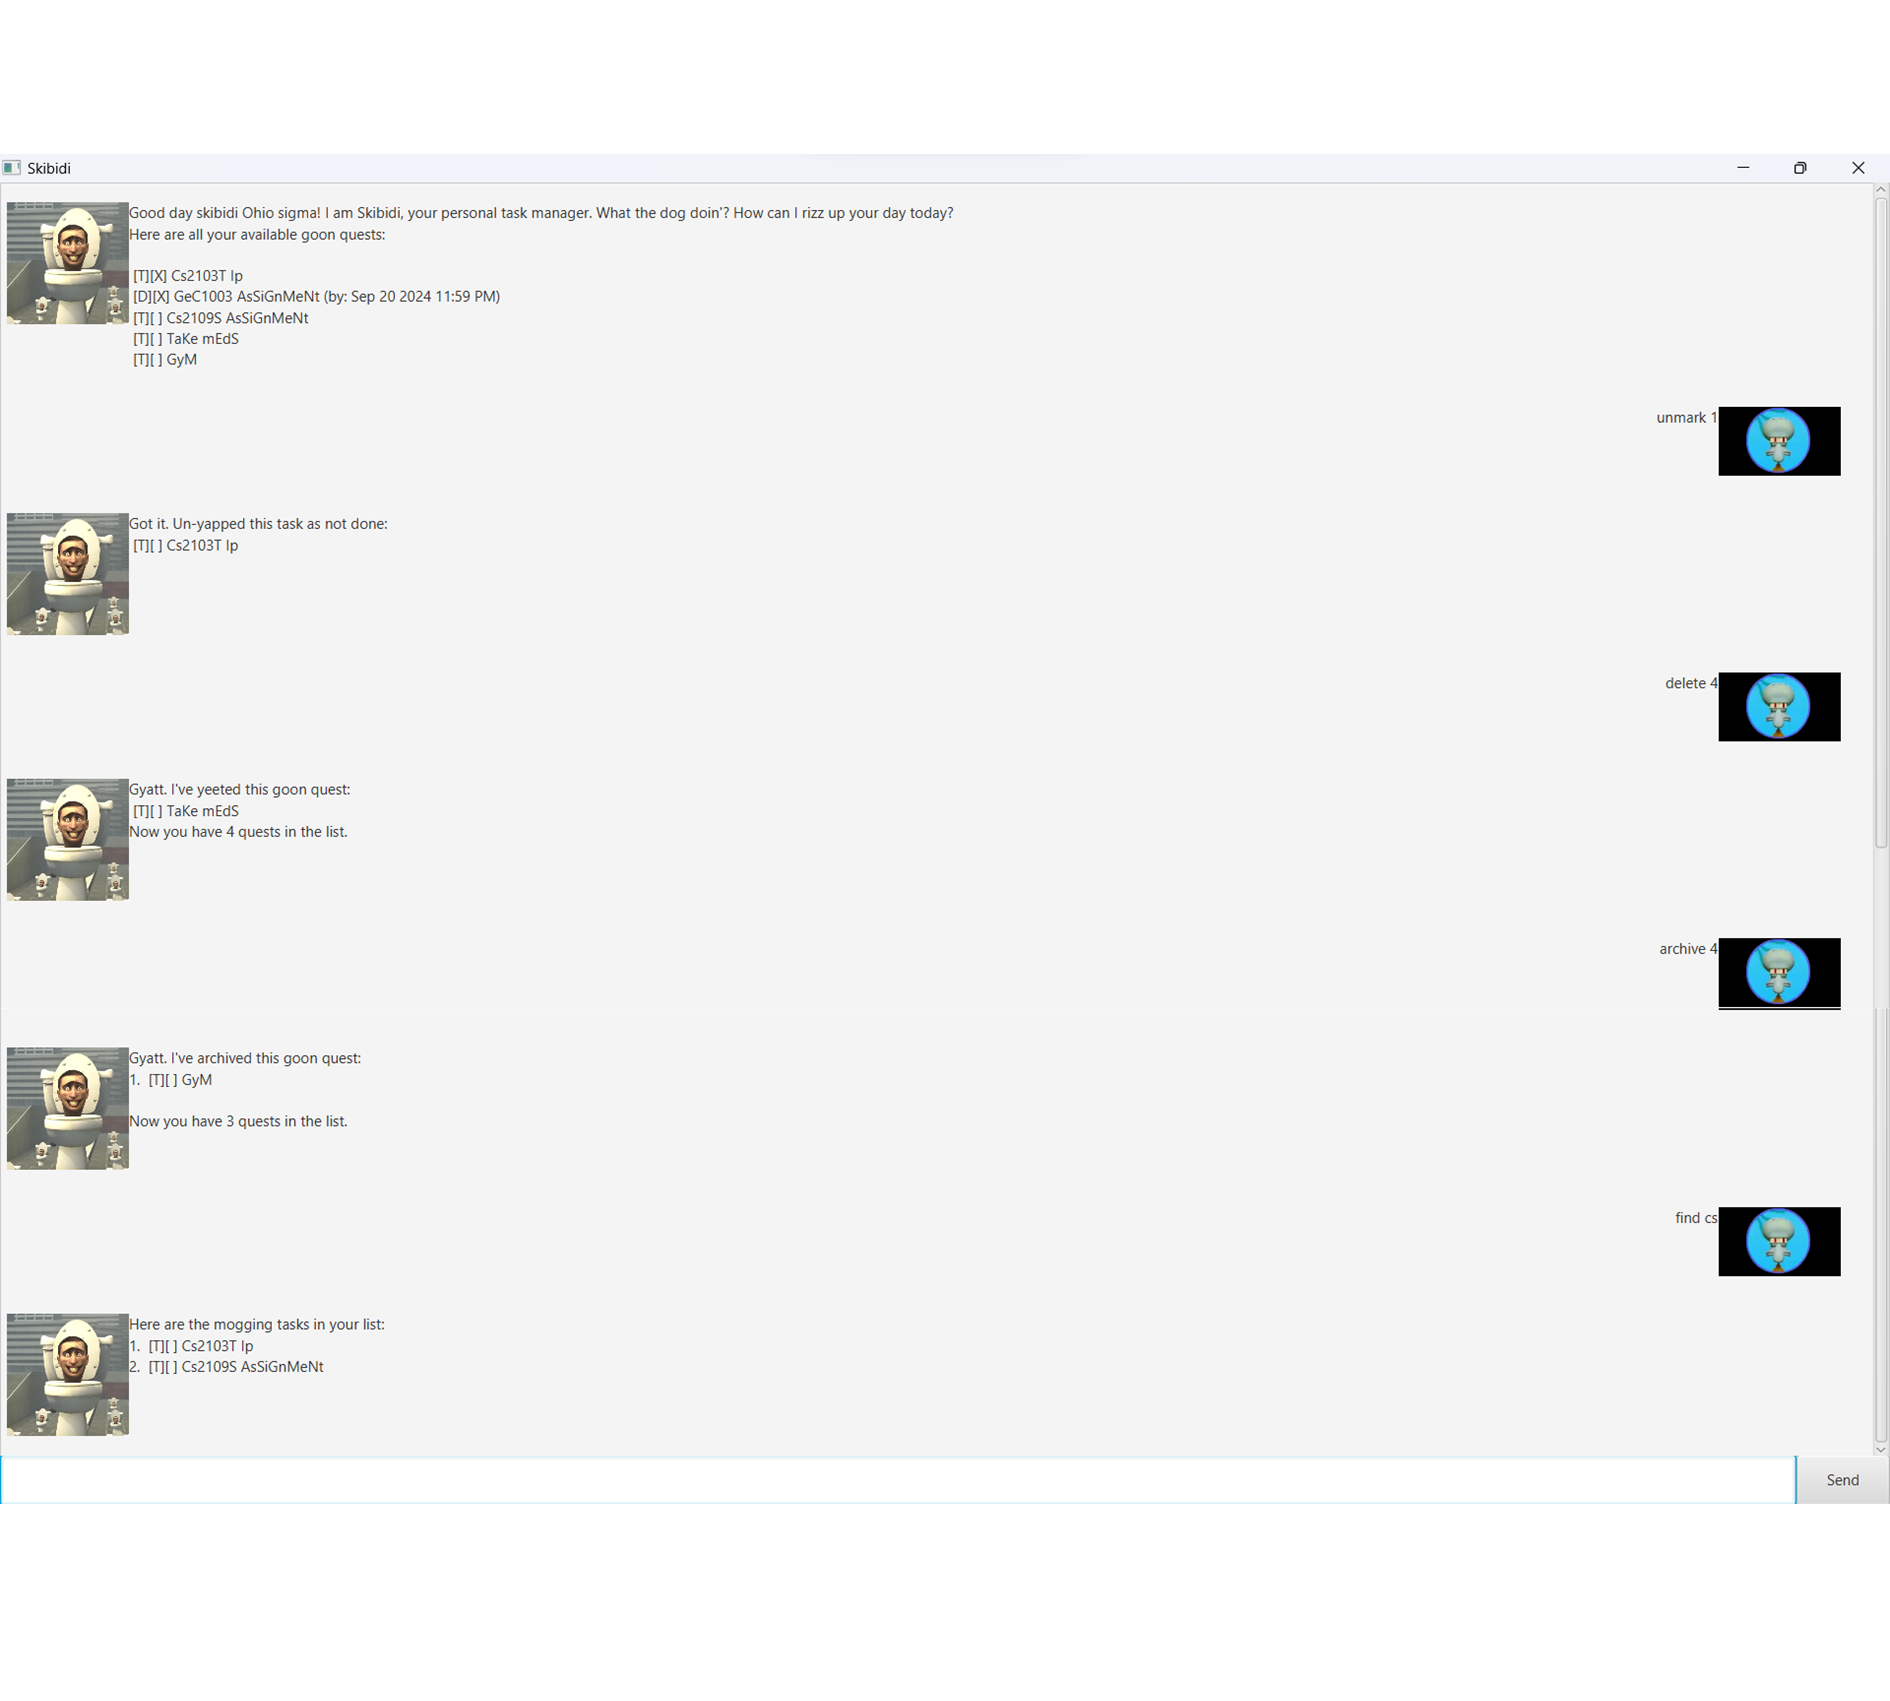 Skibidi
Good day skibidi Ohio sigma! I am Skibidi, your personal task manager. What the dog doin'? How can I rizz up your day today?
Here are all your available goon quests:
[T][X] Cs2103T Ip
[D][X] GeC1003 AsSiGnMeNt (by: Sep 20 2024 11:59 PM)
[T][ ] Cs2109S AsSiGnMeNt
[T][ ] TaKe mEdS
[T][ ] GyM
unmark 1
Got it. Un-yapped this task as not done:
[T][ ] Cs2103T Ip
delete 4
Gyatt. I've yeeted this goon quest:
[T][ ] TaKe mEdS
Now you have 4 quests in the list.
archive 4
Gyatt. I've archived this goon quest:
1. [T][ ] GyM
Now you have 3 quests in the list.
find cs
Here are the mogging tasks in your list:
1. [T][ ] Cs2103T Ip
2. [T][ ] Cs2109S AsSiGnMeNt
Send